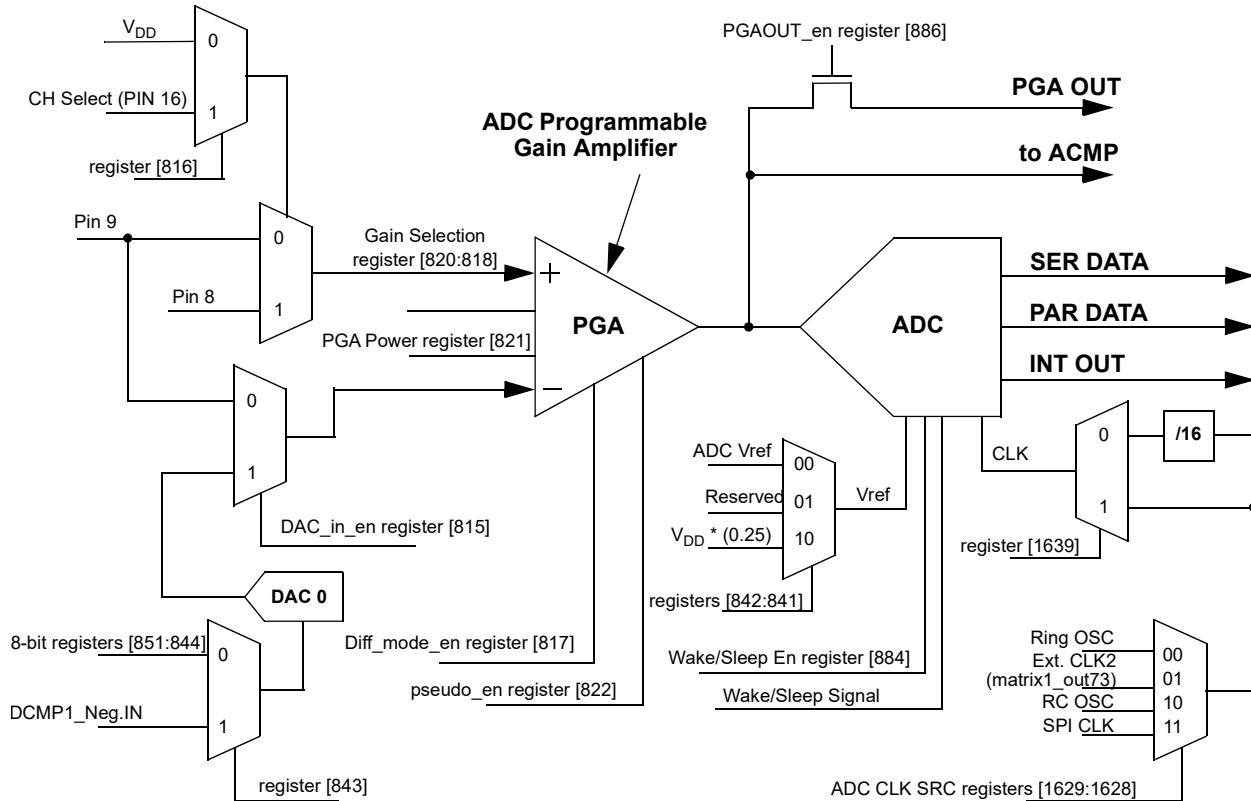 V_DD
0
CH Select (PIN 16)
1
register [816]
PGAOUT_en register [886]
PGA OUT
ADC Programmable
Gain Amplifier
to ACMP
Pin 9
0
Pin 8
1
Gain Selection
register [820:818]
+
PGA
PGA Power register [821]
−
ADC
SER DATA
PAR DATA
INT OUT
0
1
DAC_in_en register [815]
DAC 0
8-bit registers [851:844]
0
DCMP1_Neg.IN
1
register [843]
Diff_mode_en register [817]
pseudo_en register [822]
ADC Vref
00
Reserved
01
V_DD * (0.25)
10
Vref
registers [842:841]
Wake/Sleep En register [884]
Wake/Sleep Signal
CLK
0
/16
1
register [1639]
Ring OSC
00
Ext. CLK2
(matrix1_out73)
01
RC OSC
10
SPI CLK
11
ADC CLK SRC registers [1629:1628]